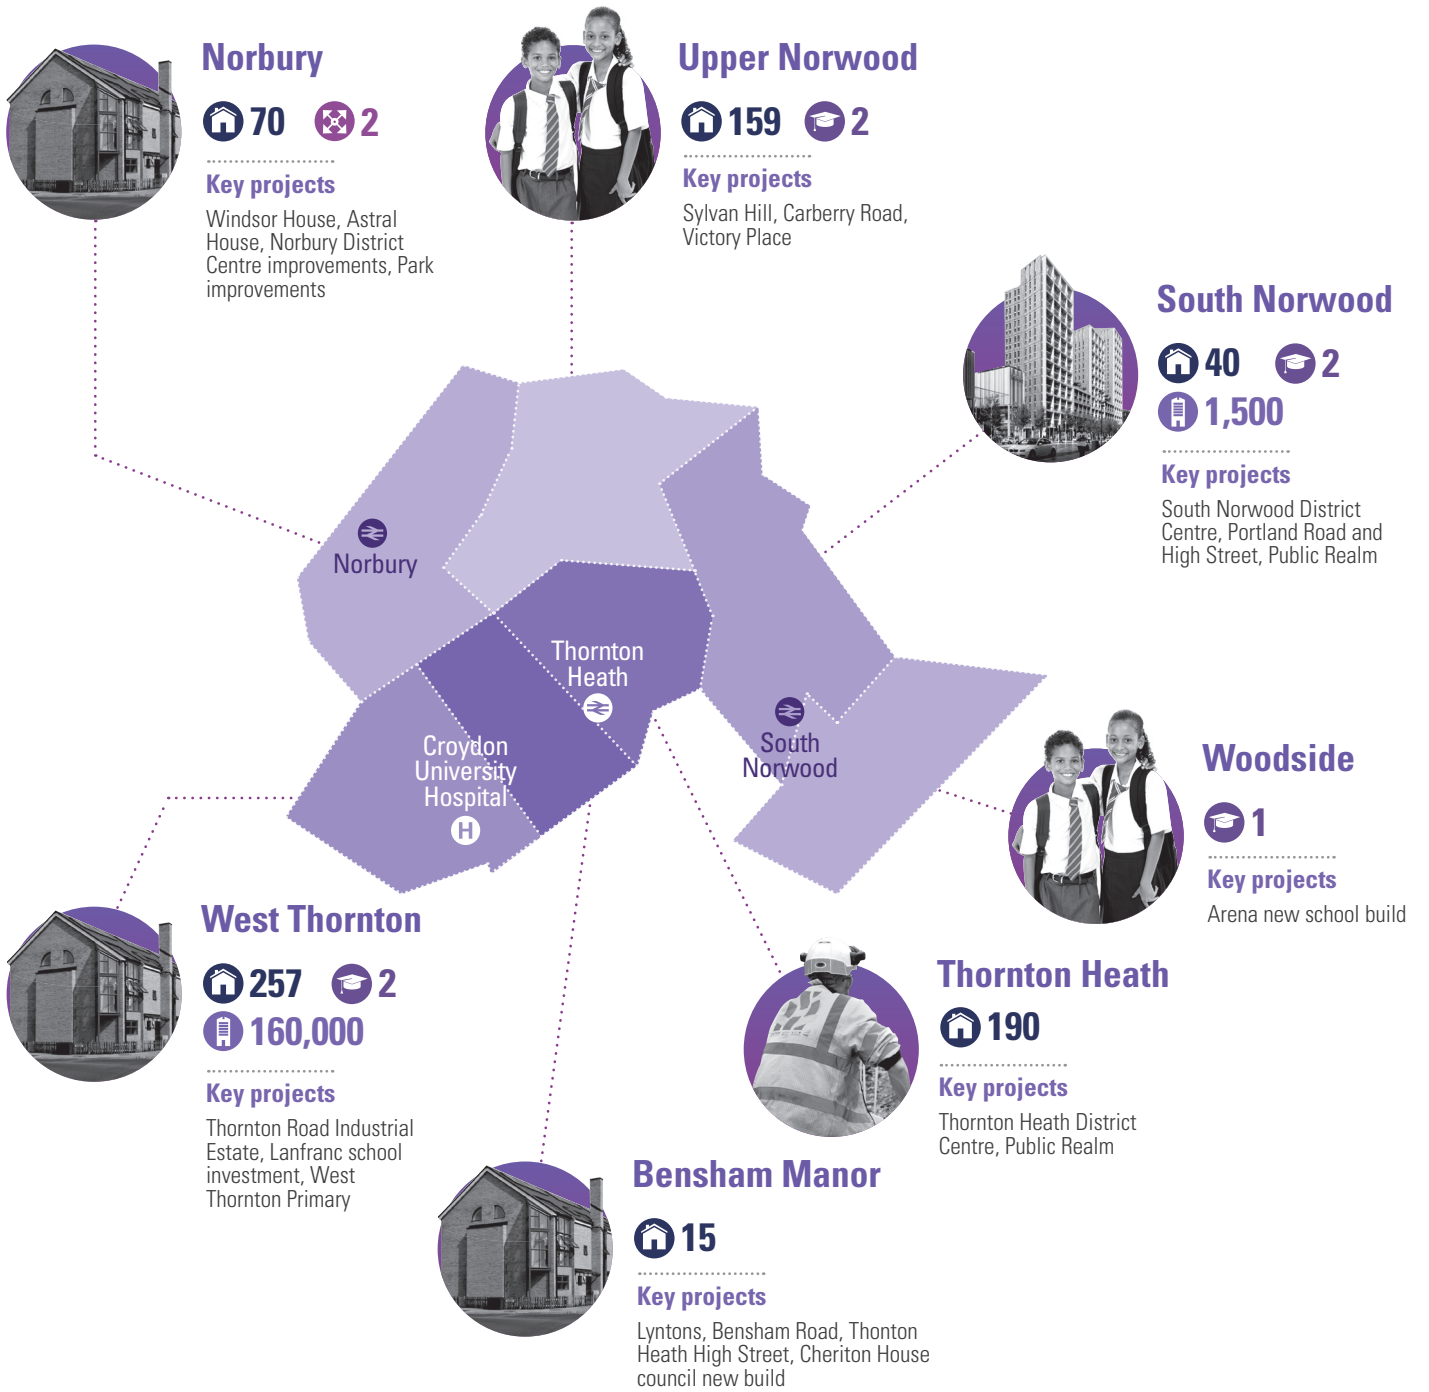 Norbury
70 2
Key projects
Windsor House, Astral
House, Norbury District
Centre improvements, Park
improvements
Upper Norwood
159 2
Key projects
Sylvan Hill, Carberry Road,
Victory Place
South Norwood
40 2
1,500
Key projects
South Norwood District
Centre, Portland Road and
High Street, Public Realm
Norbury
Thornton
Heath
South
Norwood
Croydon
University
Hospital
H
Woodside
1
Key projects
Arena new school build
West Thornton
257 2
160,000
Key projects
Thornton Road Industrial
Estate, Lanfranc school
investment, West
Thornton Primary
Thornton Heath
190
Key projects
Thornton Heath District
Centre, Public Realm
Bensham Manor
15
Key projects
Lyntons, Bensham Road, Thonton
Heath High Street, Cheriton House
council new build